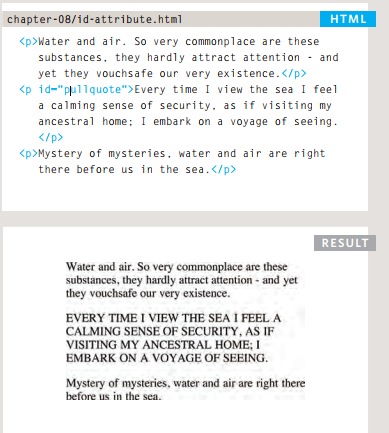 chapter-08/id-attribute.html
HTML
<p>Water and air. So very commonplace are these
substances, they hardly attract attention - and
yet they vouchsafe our very existence.</p>
<p id="pullquote">Every time I view the sea I feel
a calming sense of security, as if visiting my
ancestral home; I embark on a voyage of seeing.
</p>
<p>Mystery of mysteries, water and air are right
there before us in the sea.</p>
RESULT
Water and air. So very commonplace are these
substances, they hardly attract attention - and yet
they vouchsafe our very existence.
EVERY TIME I VIEW THE SEA I FEEL A
CALMING SENSE OF SECURITY, AS IF
VISITING MY ANCESTRAL HOME; I
EMBARK ON A VOYAGE OF SEEING.
Mystery of mysteries, water and air are right there
before us in the sea.